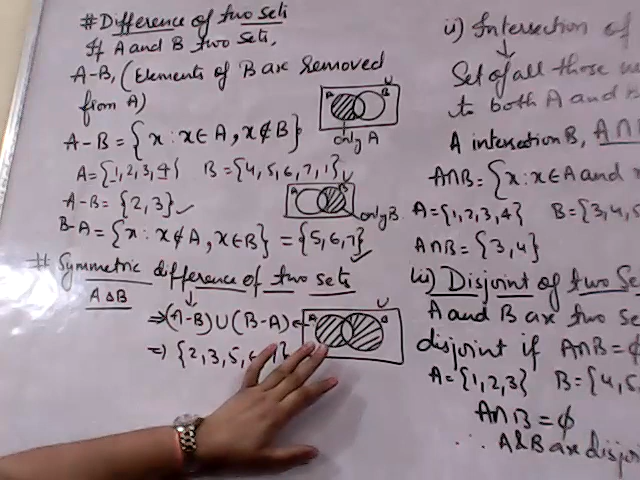 # Difference of two sets
If A and B two sets,
A-B, (Elements of B are removed
from A)
U
A B
only A
A-B = {x : x∈A, x∉B}
A={1,2,3,4} B={4,5,6,7,1}
A-B = {2,3}
U
A B
only B.
B-A = {x : x∉A, x∈B} = {5,6,7}
# Symmetric difference of two sets
A Δ B
⇒ (A-B) U (B-A)
U
A B
⇒ {2,3,5,
ii) Intersection of
Set of all those
to both A and B
A intersection B, A∩
A∩B = {x : x∈A and x
A={1,2,3,4} B={3,4,5
A∩B = {3,4}
iii) Disjoint of two Se
A and B are two se
disjoint if A∩B=ϕ
A={1,2,3} B={4,5
A∩B = ϕ
∴ A&B are disjoi